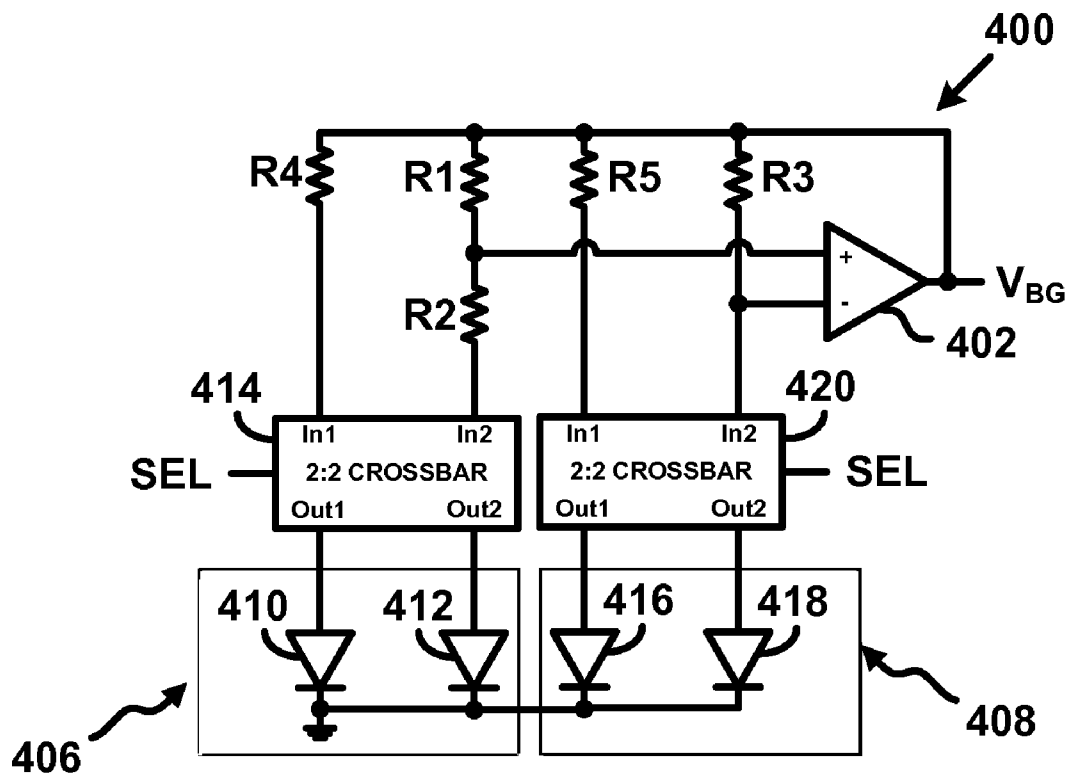 400
R4
R1
R5
R3
+
V_BG
-
R2
402
414
420
In1
In2
In1
In2
SEL
2:2 CROSSBAR
2:2 CROSSBAR
SEL
Out1
Out2
Out1
Out2
410
412
416
418
408
406